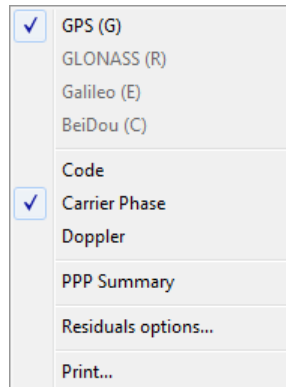 GPS (G)
GLONASS (R)
Galileo (E)
BeiDou (C)
Code
Carrier Phase
Doppler
PPP Summary
Residuals options...
Print...